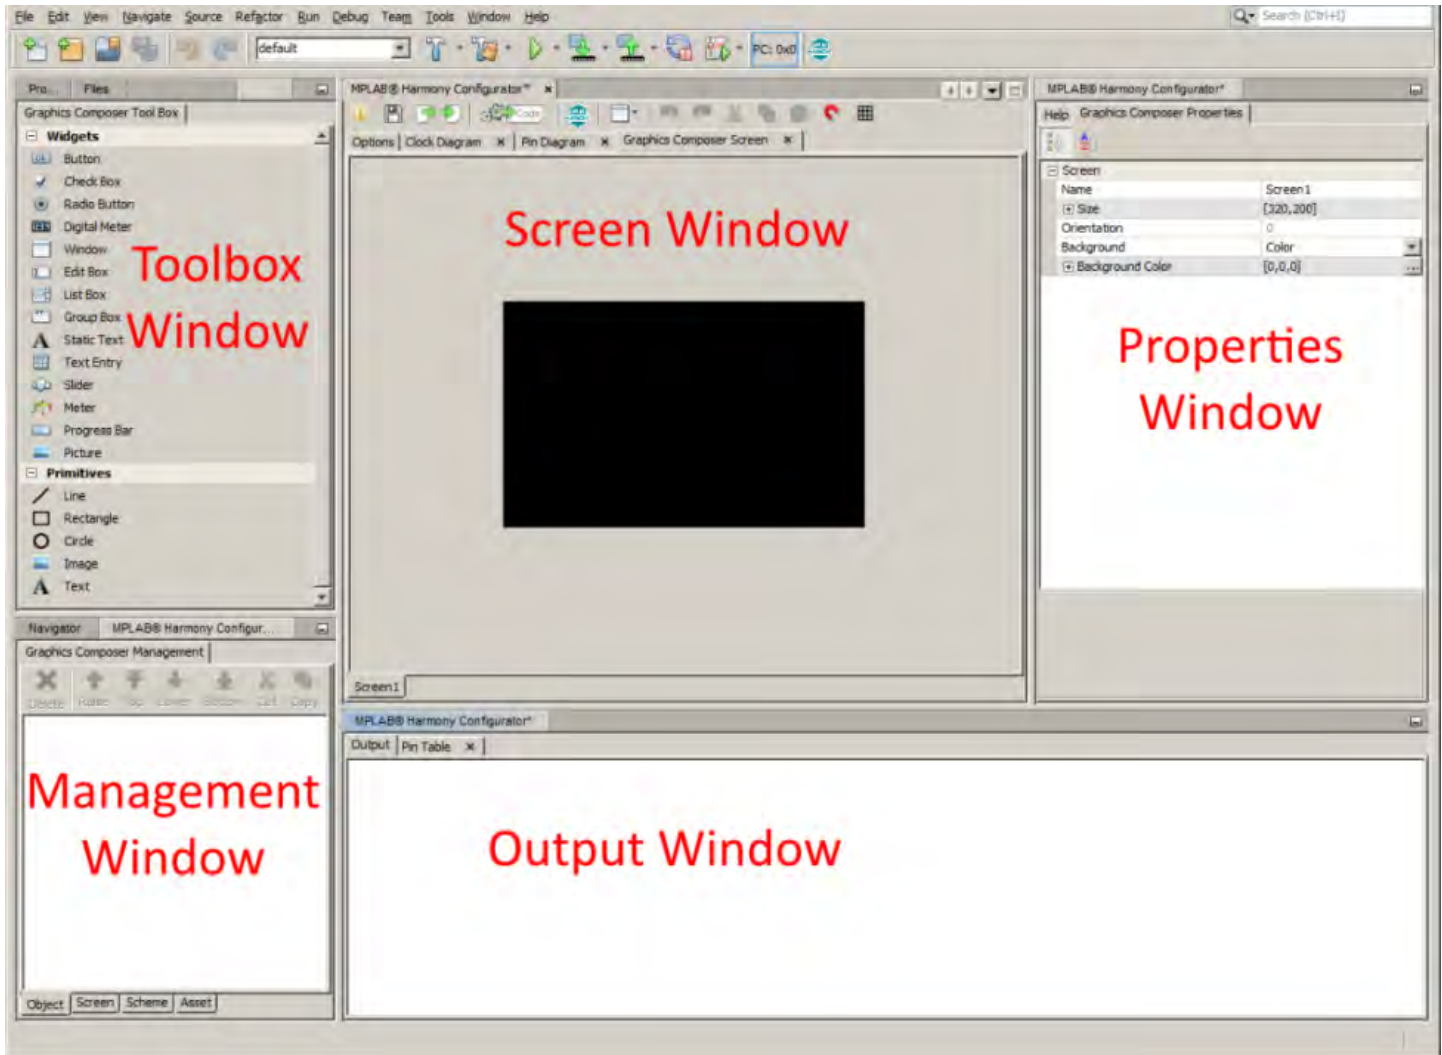 File Edit View Navigate Source Refactor Run Debug Team Tools Window Help
Search (Ctrl+I)
default
PC: 0x0
Pro... Files
Graphics Composer Tool Box
Widgets
Button
Check Box
Radio Button
Digital Meter
Window
Edit Box
List Box
Group Box
Static Text
Text Entry
Slider
Meter
Progress Bar
Picture
Primitives
Line
Rectangle
Circle
Image
Text
Toolbox
Window
MPLAB® Harmony Configurator*
Code
Options Clock Diagram Pin Diagram Graphics Composer Screen
Screen Window
Screen1
MPLAB® Harmony Configurator*
Help Graphics Composer Properties
Screen
Name Screen1
Size [320,200]
Orientation 0
Background Color
Background Color [0,0,0] ...
Properties
Window
Navigator MPLAB® Harmony Configur...
Graphics Composer Management
Delete Raise Top Lower Bottom Cut Copy
Management
Window
Object Screen Scheme Asset
MPLAB® Harmony Configurator*
Output Pin Table
Output Window